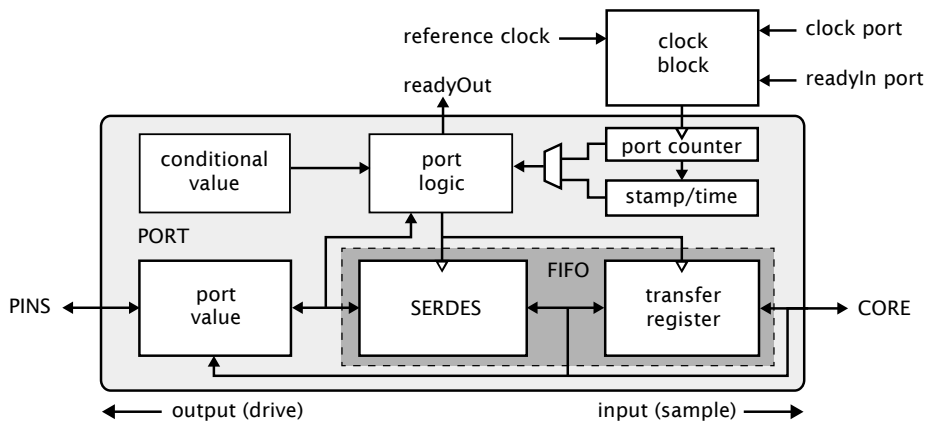 reference clock
clock
block
clock port
readyIn port
readyOut
conditional
value
port
logic
port counter
stamp/time
PORT
FIFO
PINS
port
value
SERDES
transfer
register
CORE
output (drive)
input (sample)